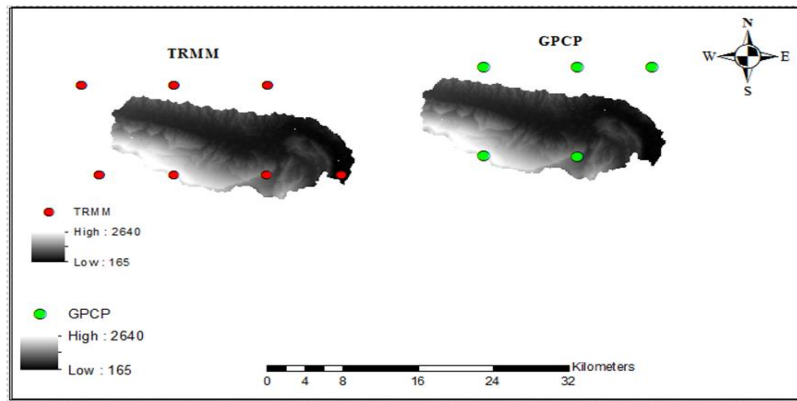 TRMM
GPCP
N
W E
S
TRMM
High : 2640
Low : 165
GPCP
High : 2640
Low : 165
Kilometers
0 4 8 16 24 32